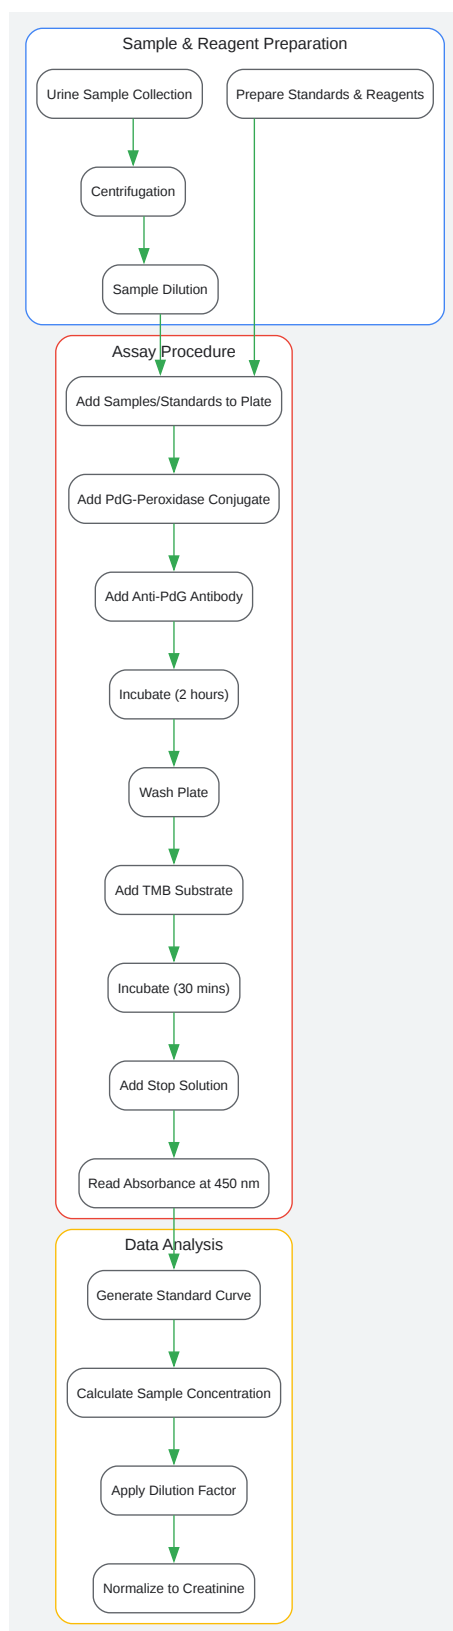 Sample & Reagent Preparation
Urine Sample Collection
Prepare Standards & Reagents
Centrifugation
Sample Dilution
Assay Procedure
Add Samples/Standards to Plate
Add PdG-Peroxidase Conjugate
Add Anti-PdG Antibody
Incubate (2 hours)
Wash Plate
Add TMB Substrate
Incubate (30 mins)
Add Stop Solution
Read Absorbance at 450 nm
Data Analysis
Generate Standard Curve
Calculate Sample Concentration
Apply Dilution Factor
Normalize to Creatinine